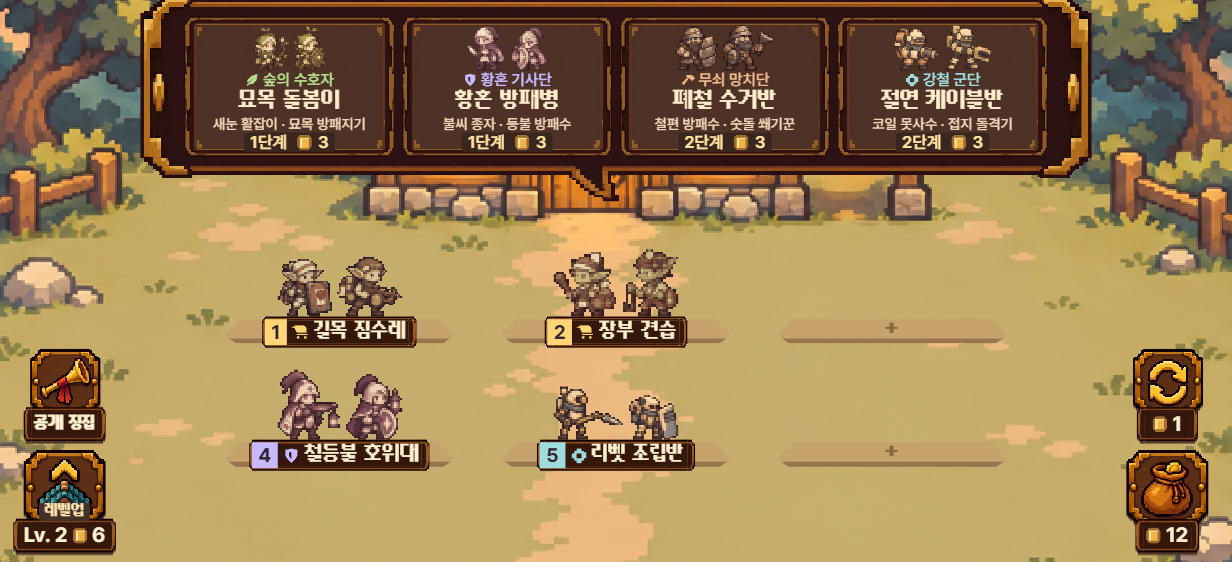 숲의 수호자
묘목 돌봄이
새눈 활잡이 · 묘목 방패지기
1단계 3
황혼 기사단
황혼 방패병
불씨 종자 · 등불 방패수
1단계 3
무쇠 망치단
폐철 수거반
철편 방패수 · 숫돌 쐐기꾼
2단계 3
강철 군단
절연 케이블반
코일 못사수 · 접지 돌격기
2단계 3
1 길목 짐수레
2 장부 견습
+
4 철등불 호위대
5 리벳 조립반
+
공개 징집
레벨업
Lv. 2 6
1
12